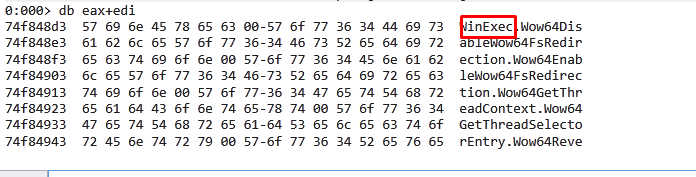 0:000> db eax+edi
74f848d3  57 69 6e 45 78 65 63 00-57 6f 77 36 34 44 69 73  WinExec.Wow64Dis
74f848e3  61 62 6c 65 57 6f 77 36-34 46 73 52 65 64 69 72  ableWow64FsRedir
74f848f3  65 63 74 69 6f 6e 00 57-6f 77 36 34 45 6e 61 62  ection.Wow64Enab
74f84903  6c 65 57 6f 77 36 34 46-73 52 65 64 69 72 65 63  leWow64FsRedirec
74f84913  74 69 6f 6e 00 57 6f 77-36 34 47 65 74 54 68 72  tion.Wow64GetThr
74f84923  65 61 64 43 6f 6e 74 65-78 74 00 57 6f 77 36 34  eadContext.Wow64
74f84933  47 65 74 54 68 72 65 61-64 53 65 6c 65 63 74 6f  GetThreadSelecto
74f84943  72 45 6e 74 72 79 00 57-6f 77 36 34 52 65 76 65  rEntry.Wow64Reve